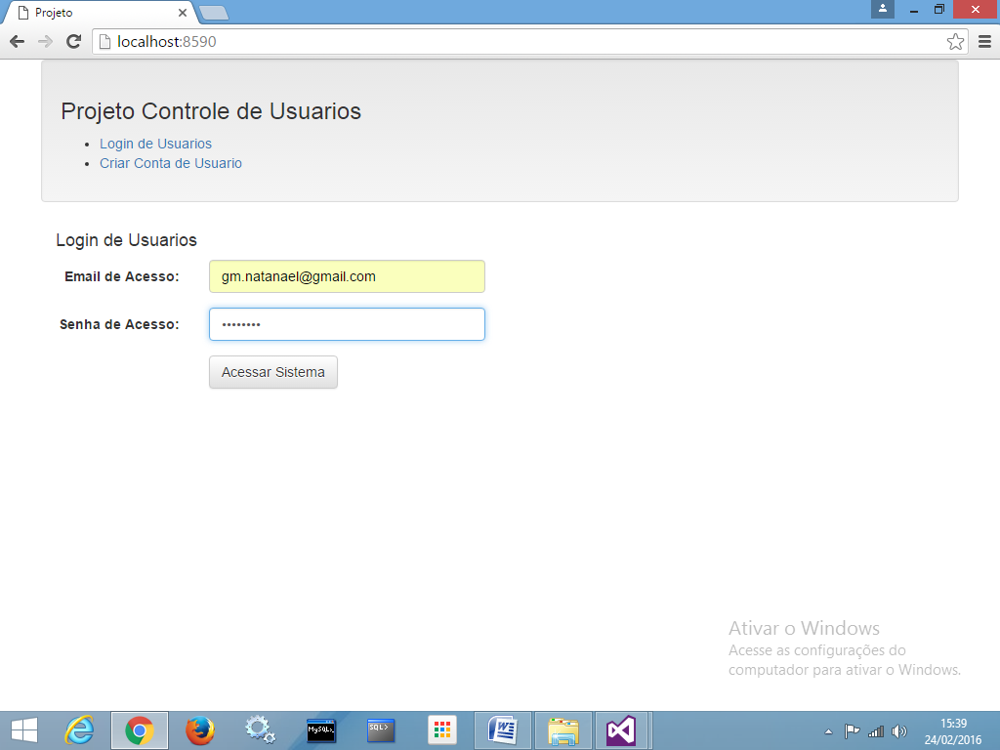 Projeto
localhost:8590
Projeto Controle de Usuarios
Login de Usuarios
Criar Conta de Usuario
Login de Usuarios
Email de Acesso:
gm.natanael@gmail.com
Senha de Acesso:
••••••••
Acessar Sistema
Ativar o Windows
Acesse as configurações do
computador para ativar o Windows.
MySQL>
SQL>
15:39
24/02/2016